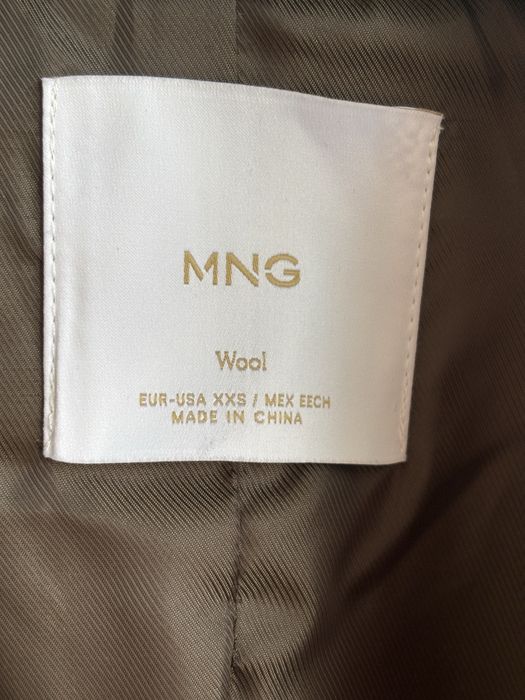 MNG
Wool
EUR-USA XXS / MEX EECH
MADE IN CHINA